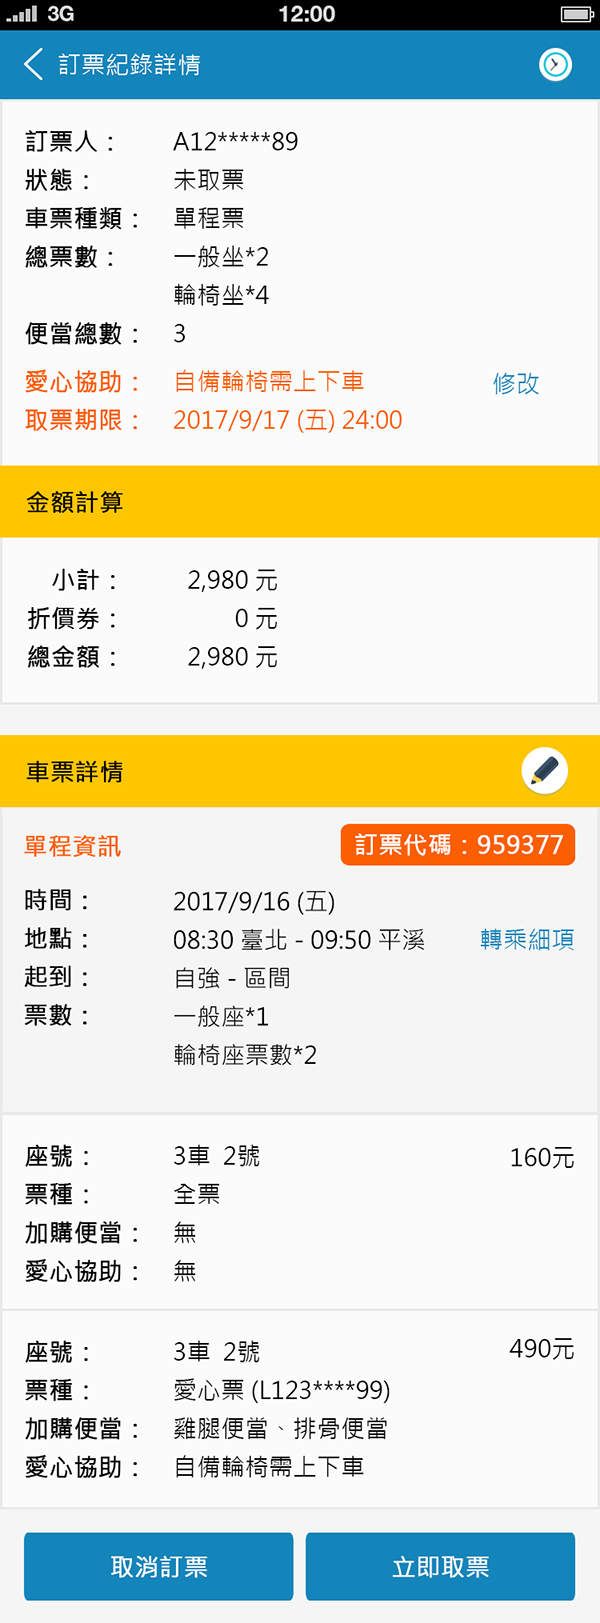 3G 12:00
訂票紀錄詳情
訂票人： A12*****89
狀態： 未取票
車票種類： 單程票
總票數： 一般坐*2
輪椅坐*4
便當總數： 3
愛心協助： 自備輪椅需上下車 修改
取票期限： 2017/9/17 (五) 24:00
金額計算
小計： 2,980 元
折價券： 0 元
總金額： 2,980 元
車票詳情
單程資訊 訂票代碼：959377
時間： 2017/9/16 (五)
地點： 08:30 臺北 - 09:50 平溪 轉乘細項
起到： 自強 - 區間
票數： 一般座*1
輪椅座票數*2
座號： 3車 2號 160元
票種： 全票
加購便當： 無
愛心協助： 無
座號： 3車 2號 490元
票種： 愛心票 (L123****99)
加購便當： 雞腿便當、排骨便當
愛心協助： 自備輪椅需上下車
取消訂票 立即取票